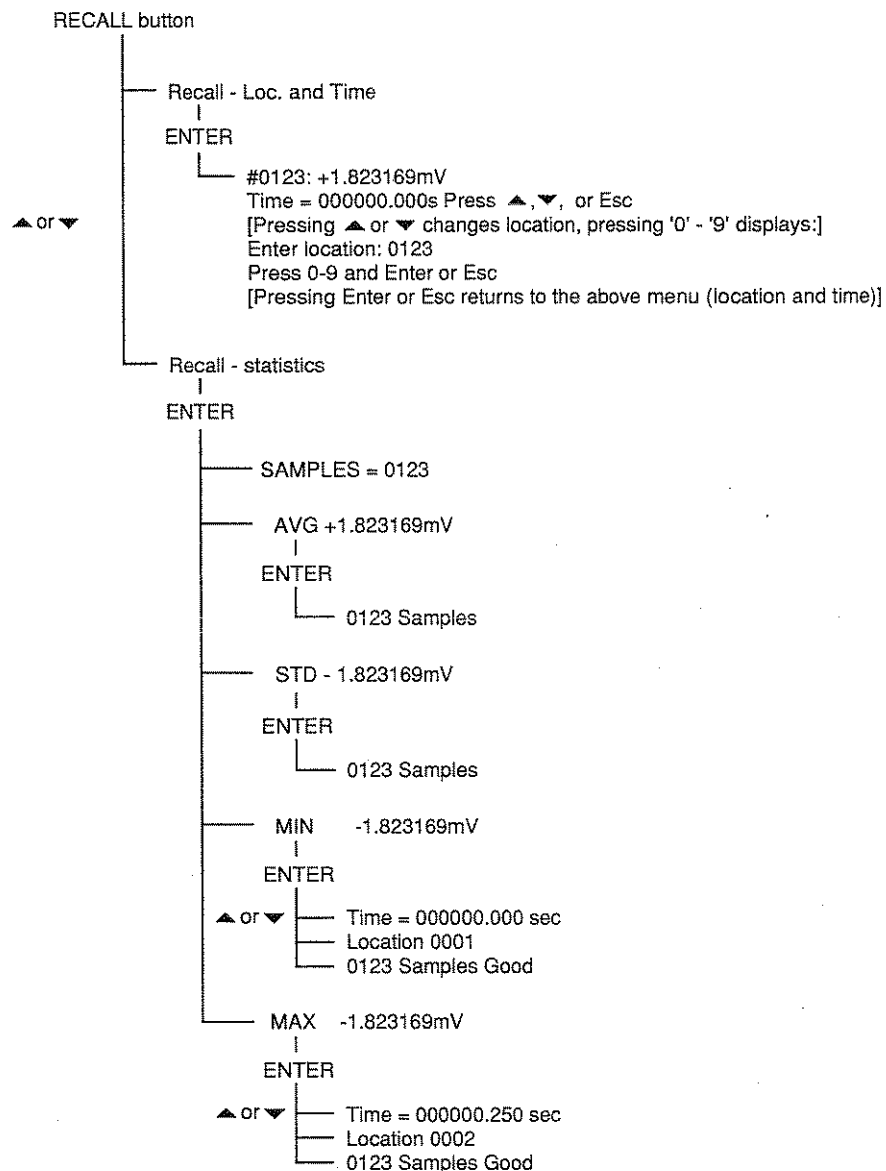 RECALL button
Recall - Loc. and Time
ENTER
#0123: +1.823169mV
Time = 000000.000s Press ▲,▼, or Esc
▲ or ▼
[Pressing ▲ or ▼ changes location, pressing '0' - '9' displays:]
Enter location: 0123
Press 0-9 and Enter or Esc
[Pressing Enter or Esc returns to the above menu (location and time)]
Recall - statistics
ENTER
SAMPLES = 0123
AVG +1.823169mV
ENTER
0123 Samples
STD - 1.823169mV
ENTER
0123 Samples
MIN -1.823169mV
ENTER
▲ or ▼ Time = 000000.000 sec
Location 0001
0123 Samples Good
MAX -1.823169mV
ENTER
▲ or ▼ Time = 000000.250 sec
Location 0002
0123 Samples Good